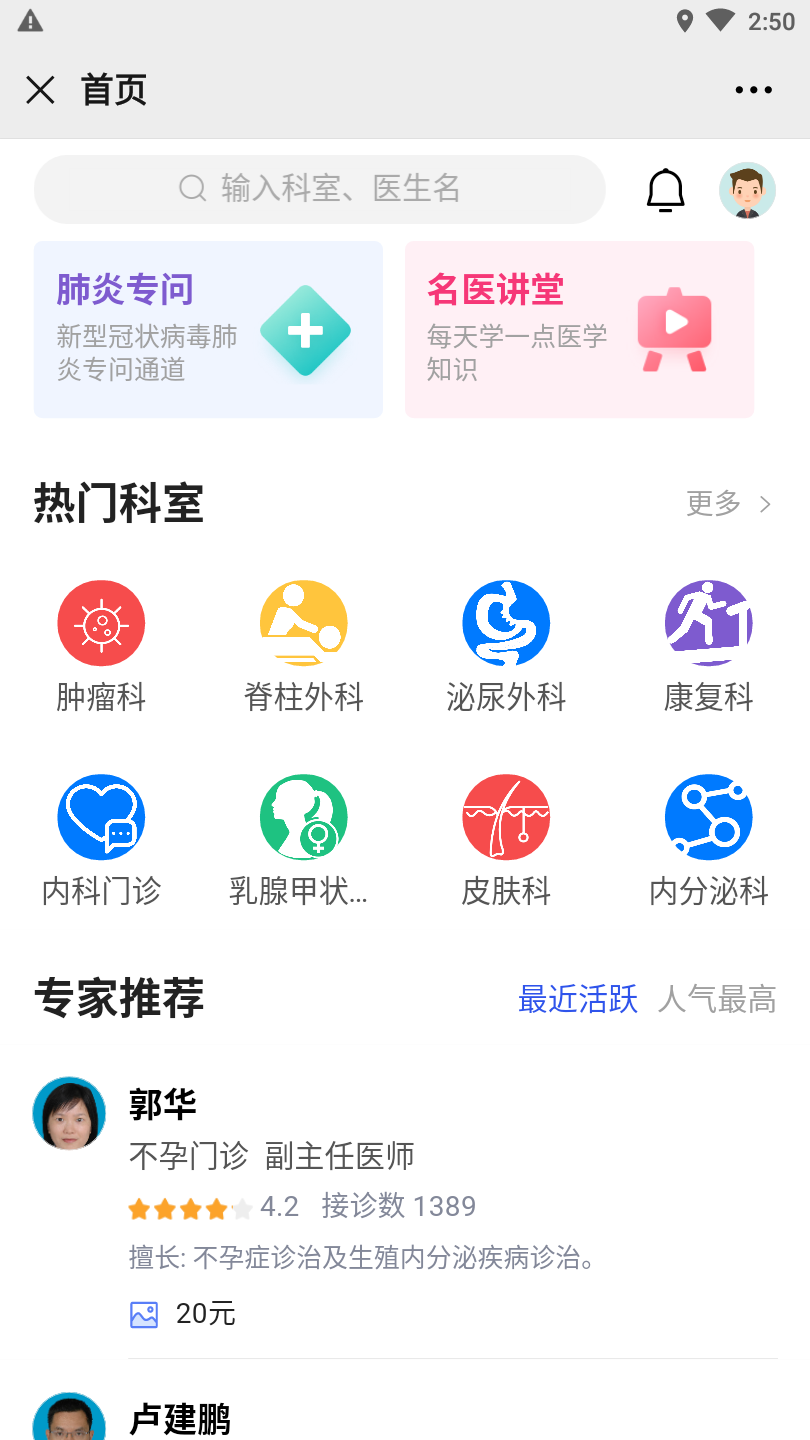 2:50
首页
输入科室、医生名
肺炎专问
新型冠状病毒肺
炎专问通道
名医讲堂
每天学一点医学
知识
热门科室
更多
肿瘤科
脊柱外科
泌尿外科
康复科
内科门诊
乳腺甲状...
皮肤科
内分泌科
专家推荐
最近活跃
人气最高
郭华
不孕门诊 副主任医师
4.2 接诊数 1389
擅长: 不孕症诊治及生殖内分泌疾病诊治。
20元
卢建鹏